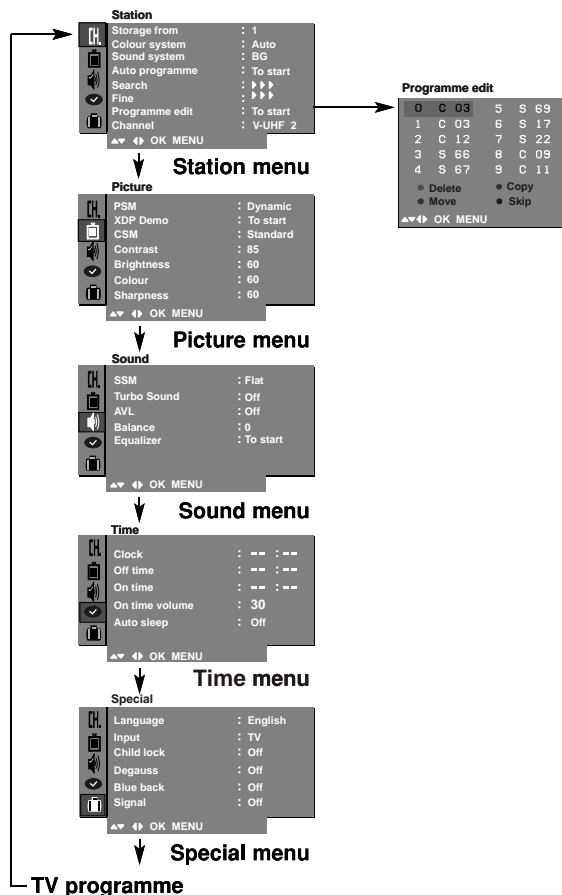 Station
CH.
Storage from : 1
Colour system : Auto
Sound system : BG
Auto programme : To start
Search :
Fine :
Programme edit : To start
Channel : V-UHF 2
OK MENU
Station menu
Programme edit
0 C 03 5 S 69
1 C 03 6 S 17
2 C 12 7 S 22
3 S 66 8 C 09
4 S 67 9 C 11
Delete Copy
Move Skip
OK MENU
Picture
CH.
PSM : Dynamic
XDP Demo : To start
CSM : Standard
Contrast : 85
Brightness : 60
Colour : 60
Sharpness : 60
OK MENU
Picture menu
Sound
CH.
SSM : Flat
Turbo Sound : Off
AVL : Off
Balance : 0
Equalizer : To start
OK MENU
Sound menu
Time
CH.
Clock : -- : --
Off time : -- : --
On time : -- : --
On time volume : 30
Auto sleep : Off
OK MENU
Time menu
Special
CH.
Language : English
Input : TV
Child lock : Off
Degauss : Off
Blue back : Off
Signal : Off
OK MENU
Special menu
TV programme